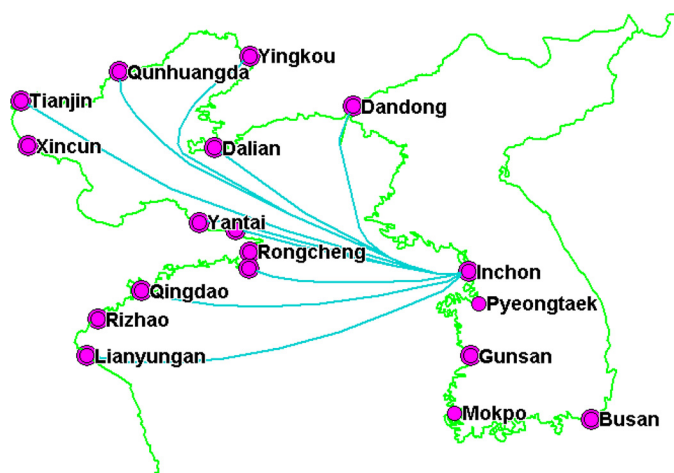 Yingkou
Qunhuangda
Tianjin
Dandong
Xincun
Dalian
Yantai
Rongcheng
Inchon
Qingdao
Pyeongtaek
Rizhao
Lianyungan
Gunsan
Mokpo
Busan